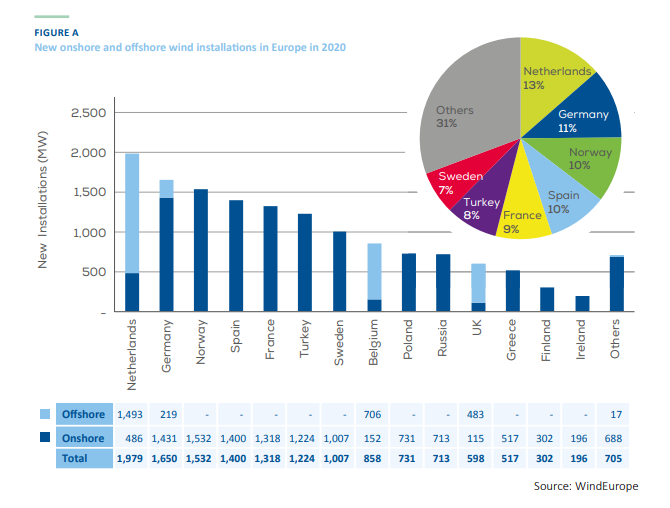 FIGURE A
New onshore and offshore wind installations in Europe in 2020
Netherlands
13%
Germany
11%
Norway
10%
Spain
10%
France
9%
Turkey
8%
Sweden
7%
Others
31%
New Installations (MW)
2,500
2,000
1,500
1,000
500
-
Netherlands
Germany
Norway
Spain
France
Turkey
Sweden
Belgium
Poland
Russia
UK
Greece
Finland
Ireland
Others
Offshore 1,493 219 - - - - - 706 - - 483 - - - 17
Onshore 486 1,431 1,532 1,400 1,318 1,224 1,007 152 731 713 115 517 302 196 688
Total 1,979 1,650 1,532 1,400 1,318 1,224 1,007 858 731 713 598 517 302 196 705
Source: WindEurope